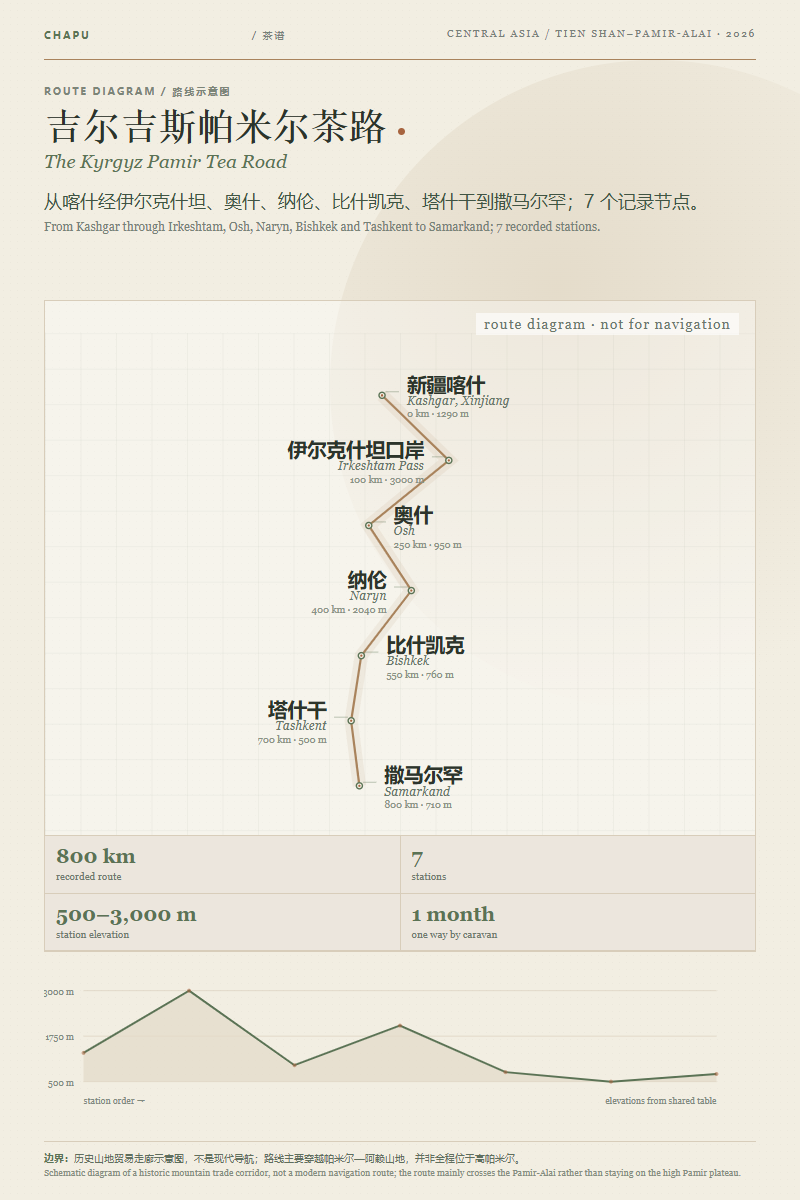 CHAPU / 茶谱 CENTRAL ASIA / TIEN SHAN–PAMIR-ALAI · 2026
ROUTE DIAGRAM / 路线示意图
吉尔吉斯帕米尔茶路
The Kyrgyz Pamir Tea Road
从喀什经伊尔克什坦、奥什、纳伦、比什凯克、塔什干到撒马尔罕；7 个记录节点。
From Kashgar through Irkeshtam, Osh, Naryn, Bishkek and Tashkent to Samarkand; 7 recorded stations.
route diagram · not for navigation
新疆喀什
Kashgar, Xinjiang
0 km · 1290 m
伊尔克什坦口岸
Irkeshtam Pass
100 km · 3000 m
奥什
Osh
250 km · 950 m
纳伦
Naryn
400 km · 2040 m
比什凯克
Bishkek
550 km · 760 m
塔什干
Tashkent
700 km · 500 m
撒马尔罕
Samarkand
800 km · 710 m
800 km
recorded route
7
stations
500–3,000 m
station elevation
1 month
one way by caravan
3000 m
1750 m
500 m
station order →
elevations from shared table
边界：历史山地贸易走廊示意图，不是现代导航；路线主要穿越帕米尔—阿赖山地，并非全程位于高帕米尔。
Schematic diagram of a historic mountain trade corridor, not a modern navigation route; the route mainly crosses the Pamir-Alai rather than staying on the high Pamir plateau.